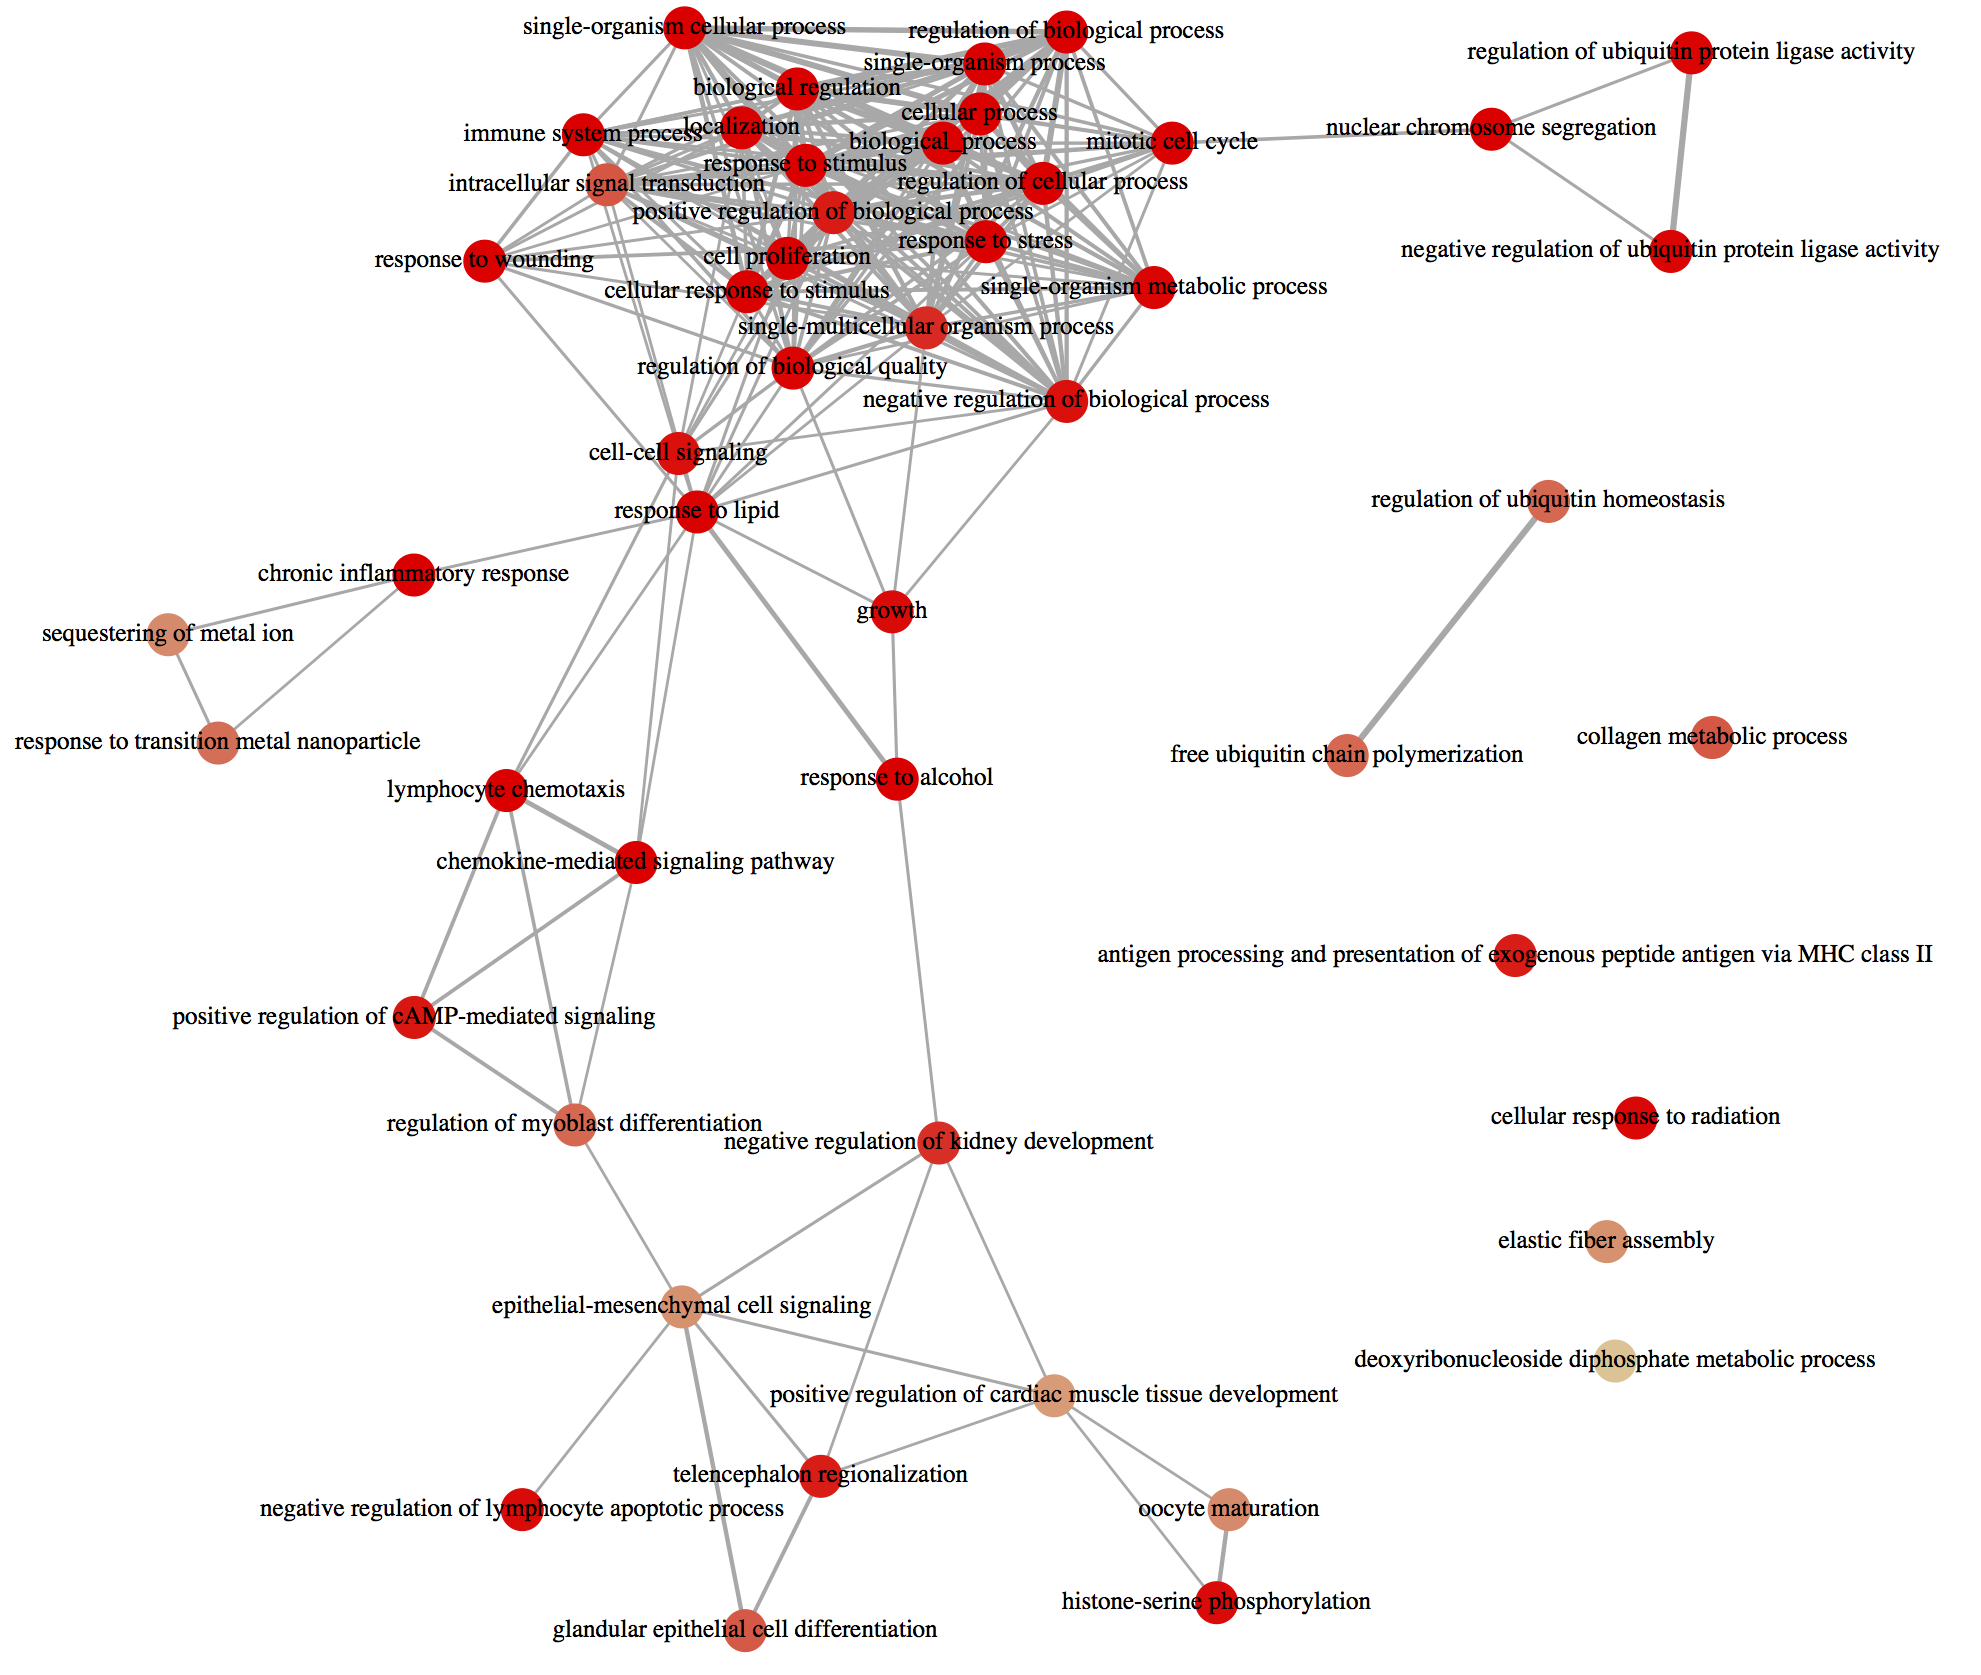 single-organism cellular process
regulation of biological process
single-organism process
regulation of ubiquitin protein ligase activity
biological regulation
cellular process
localization
immune system process
biological_process
mitotic cell cycle
nuclear chromosome segregation
response to stimulus
intracellular signal transduction
regulation of cellular process
positive regulation of biological process
response to stress
negative regulation of ubiquitin protein ligase activity
cell proliferation
response to wounding
cellular response to stimulus
single-organism metabolic process
single-multicellular organism process
regulation of biological quality
negative regulation of biological process
cell-cell signaling
regulation of ubiquitin homeostasis
response to lipid
chronic inflammatory response
growth
sequestering of metal ion
response to transition metal nanoparticle
collagen metabolic process
free ubiquitin chain polymerization
response to alcohol
lymphocyte chemotaxis
chemokine-mediated signaling pathway
antigen processing and presentation of exogenous peptide antigen via MHC class II
positive regulation of cAMP-mediated signaling
cellular response to radiation
regulation of myoblast differentiation
negative regulation of kidney development
elastic fiber assembly
epithelial-mesenchymal cell signaling
deoxyribonucleoside diphosphate metabolic process
positive regulation of cardiac muscle tissue development
telencephalon regionalization
negative regulation of lymphocyte apoptotic process
oocyte maturation
histone-serine phosphorylation
glandular epithelial cell differentiation